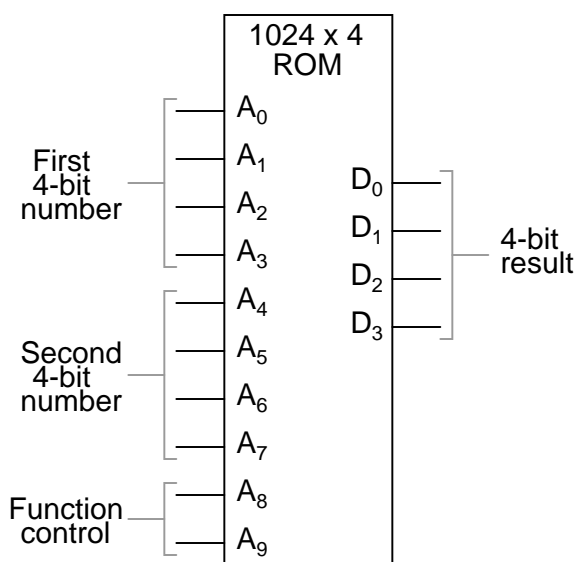 1024 x 4
ROM
First
4-bit
number
A0
A1
A2
A3
Second
4-bit
number
A4
A5
A6
A7
Function
control
A8
A9
D0
D1
D2
D3
4-bit
result